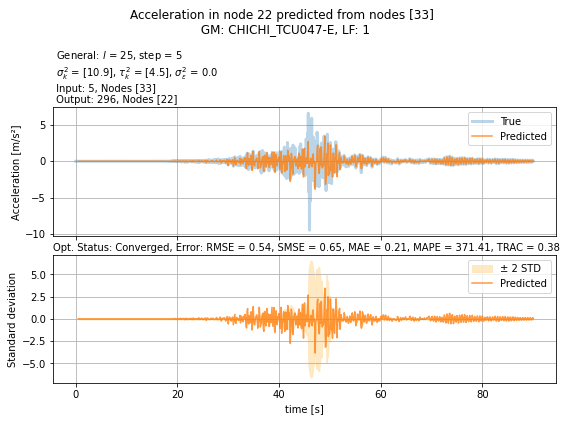 Acceleration in node 22 predicted from nodes [33]
GM: CHICHI_TCU047-E, LF: 1
General: l = 25, step = 5
σ²ₖ = [10.9], τ²ₖ = [4.5], σ²ε = 0.0
Input: 5, Nodes [33]
Output: 296, Nodes [22]
Acceleration [m/s²]
5
0
−5
−10
True
Predicted
Opt. Status: Converged, Error: RMSE = 0.54, SMSE = 0.65, MAE = 0.21, MAPE = 371.41, TRAC = 0.38
Standard deviation
5.0
2.5
0.0
−2.5
−5.0
± 2 STD
Predicted
0 20 40 60 80
time [s]